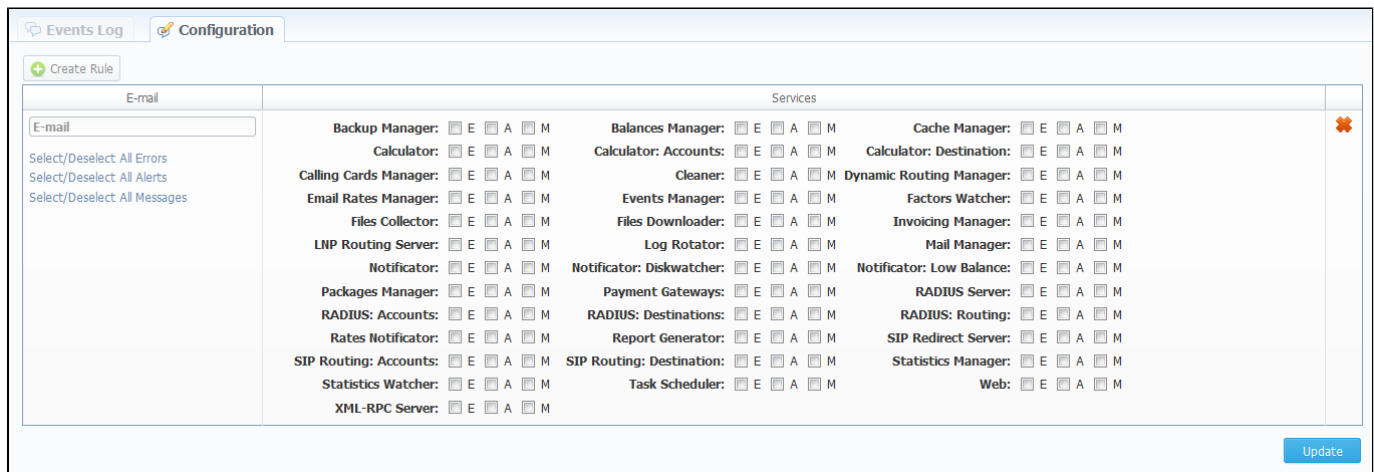 Events Log Configuration
Create Rule
E-mail Services
E-mail Backup Manager: E A M Balances Manager: E A M Cache Manager: E A M
Calculator: E A M Calculator: Accounts: E A M Calculator: Destination: E A M
Select/Deselect All Errors
Select/Deselect All Alerts Calling Cards Manager: E A M Cleaner: E A M Dynamic Routing Manager: E A M
Select/Deselect All Messages Email Rates Manager: E A M Events Manager: E A M Factors Watcher: E A M
Files Collector: E A M Files Downloader: E A M Invoicing Manager: E A M
LNP Routing Server: E A M Log Rotator: E A M Mail Manager: E A M
Notificator: E A M Notificator: Diskwatcher: E A M Notificator: Low Balance: E A M
Packages Manager: E A M Payment Gateways: E A M RADIUS Server: E A M
RADIUS: Accounts: E A M RADIUS: Destinations: E A M RADIUS: Routing: E A M
Rates Notificator: E A M Report Generator: E A M SIP Redirect Server: E A M
SIP Routing: Accounts: E A M SIP Routing: Destination: E A M Statistics Manager: E A M
Statistics Watcher: E A M Task Scheduler: E A M Web: E A M
XML-RPC Server: E A M
Update